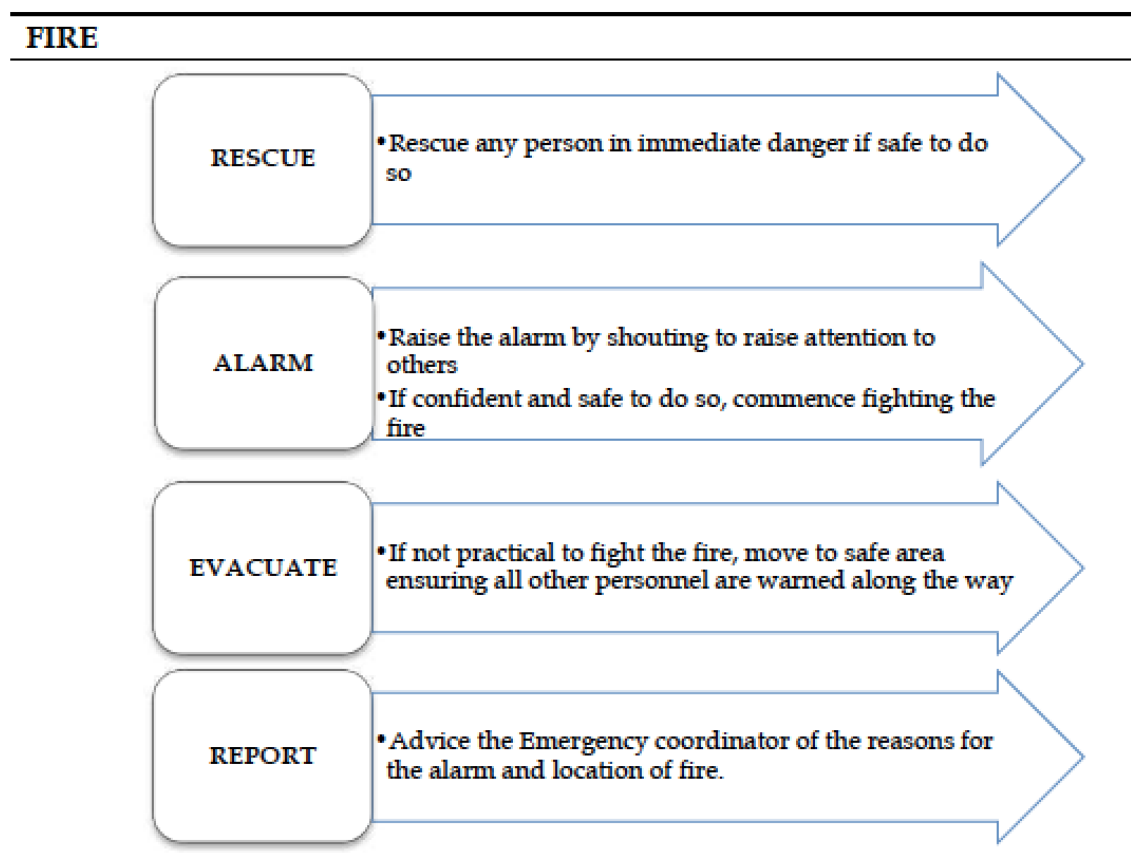 FIRE
RESCUE
•Rescue any person in immediate danger if safe to do
so
ALARM
•Raise the alarm by shouting to raise attention to
others
•If confident and safe to do so, commence fighting the
fire
EVACUATE
•If not practical to fight the fire, move to safe area
ensuring all other personnel are warned along the way
REPORT
•Advice the Emergency coordinator of the reasons for
the alarm and location of fire.